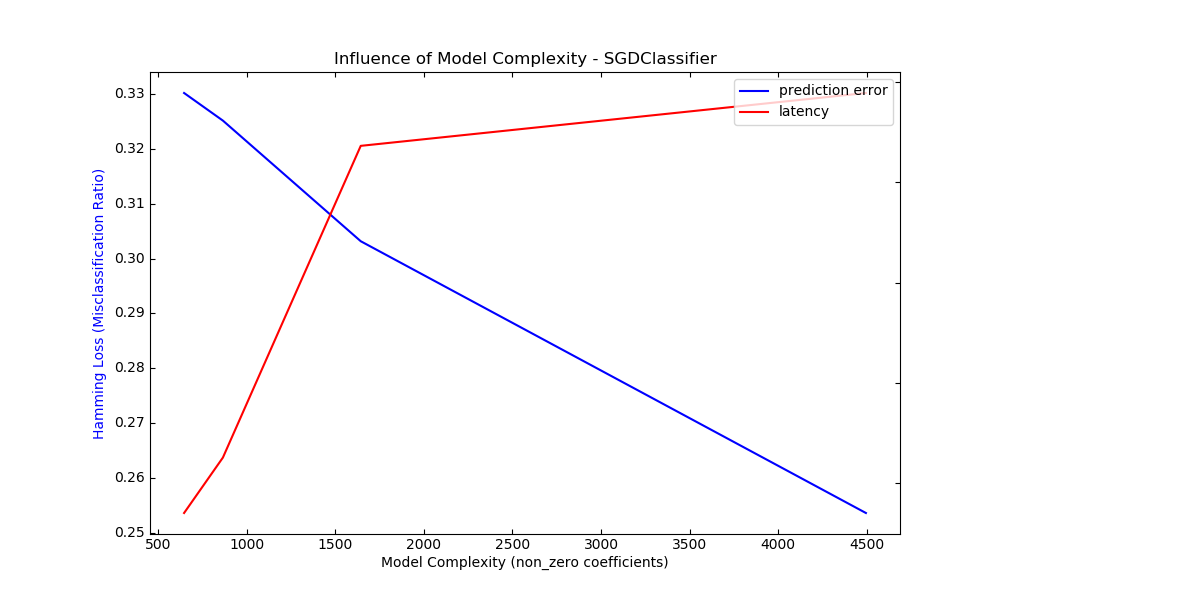 Influence of Model Complexity - SGDClassifier
prediction error
latency
0.33
0.32
0.31
0.30
0.29
0.28
0.27
0.26
0.25
Hamming Loss (Misclassification Ratio)
500 1000 1500 2000 2500 3000 3500 4000 4500
Model Complexity (non_zero coefficients)